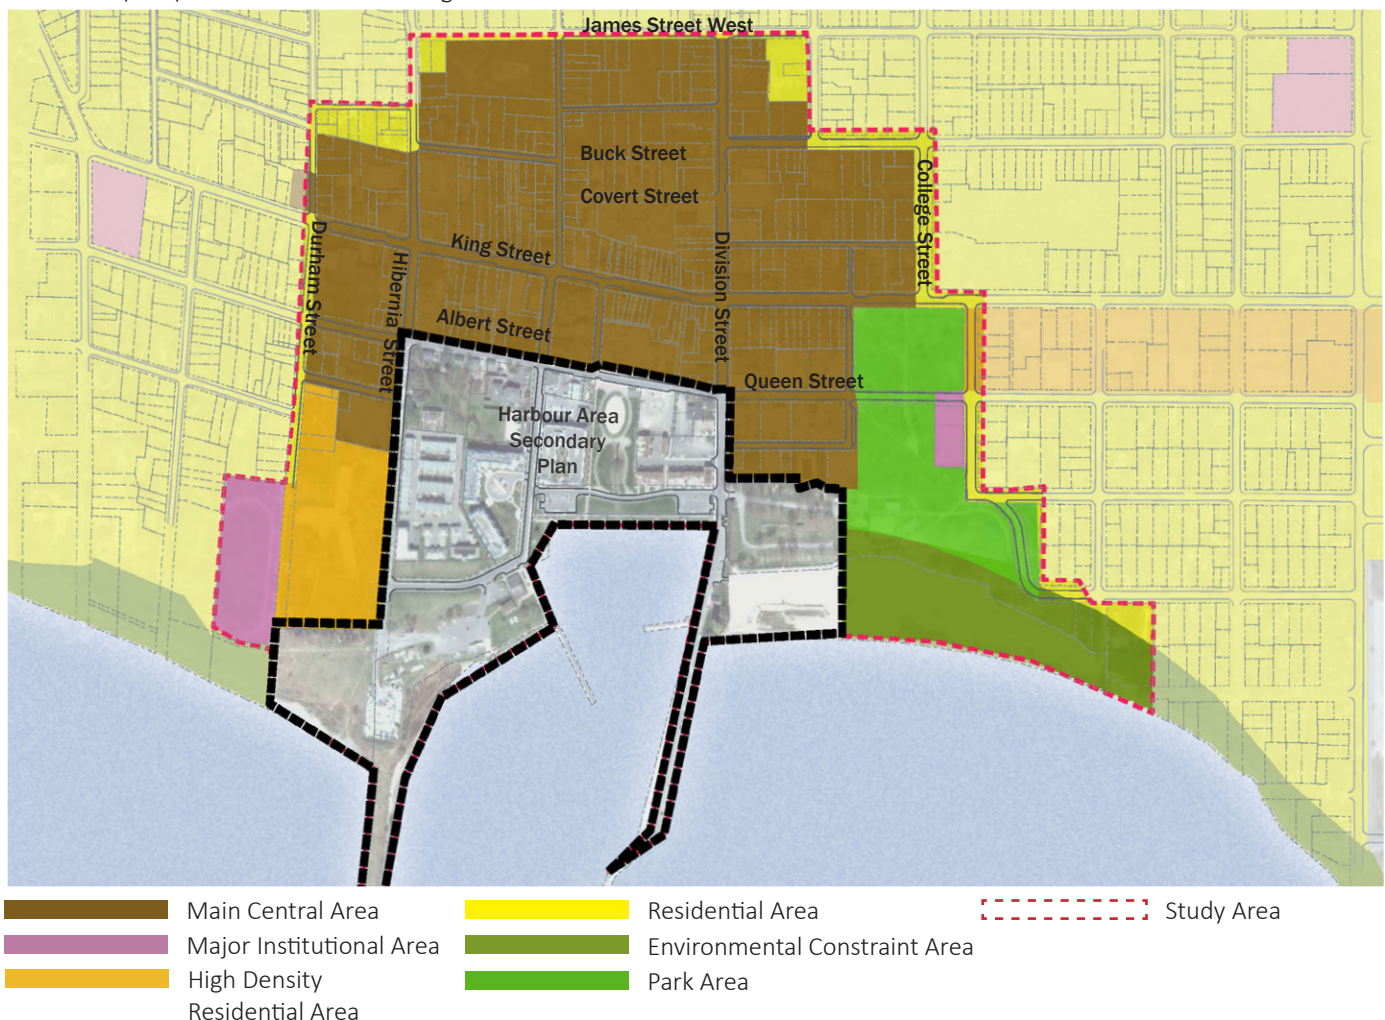 James Street West
Buck Street
Covert Street
College Street
King Street
Durham Street
Hibernia Street
Division Street
Albert Street
Queen Street
Harbour Area
Secondary
Plan
Main Central Area
Residential Area
Study Area
Major Institutional Area
Environmental Constraint Area
High Density
Residential Area
Park Area